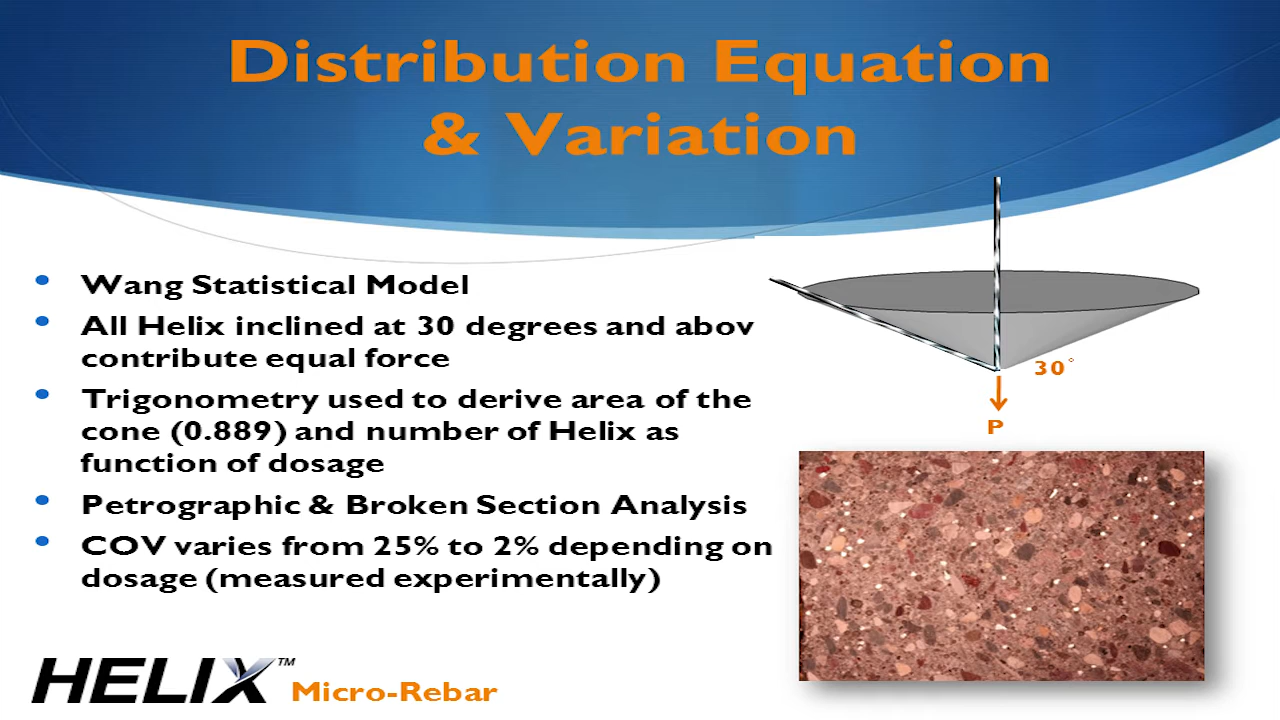 Distribution Equation
& Variation
Wang Statistical Model
All Helix inclined at 30 degrees and abov
contribute equal force
Trigonometry used to derive area of the
cone (0.889) and number of Helix as
function of dosage
Petrographic & Broken Section Analysis
COV varies from 25% to 2% depending on
dosage (measured experimentally)
30°
P
HELIX™
Micro-Rebar